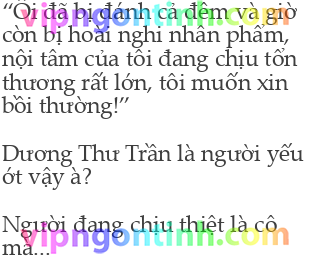 “Ôi đã bị đánh cả đêm và giờ
còn bị hoài nghi nhân phẩm,
nội tâm của tôi đang chịu tổn
thương rất lớn, tôi muốn xin
bồi thường!”
Dương Thư Trần là người yếu
ớt vậy à?
Người đang chịu thiệt là cô
mà...
vipngontinh.com
vipngontinh.com